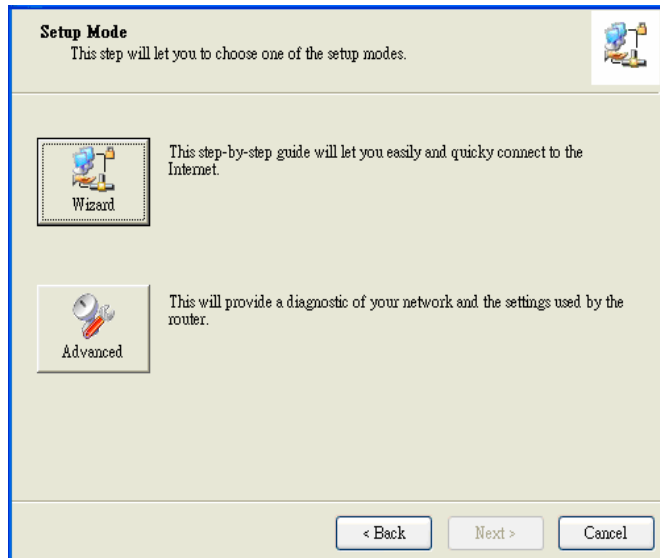 Setup Mode
This step will let you to choose one of the setup modes.
Wizard
This step-by-step guide will let you easily and quicky connect to the
Internet.
Advanced
This will provide a diagnostic of your network and the settings used by the
router.
< Back
Next >
Cancel